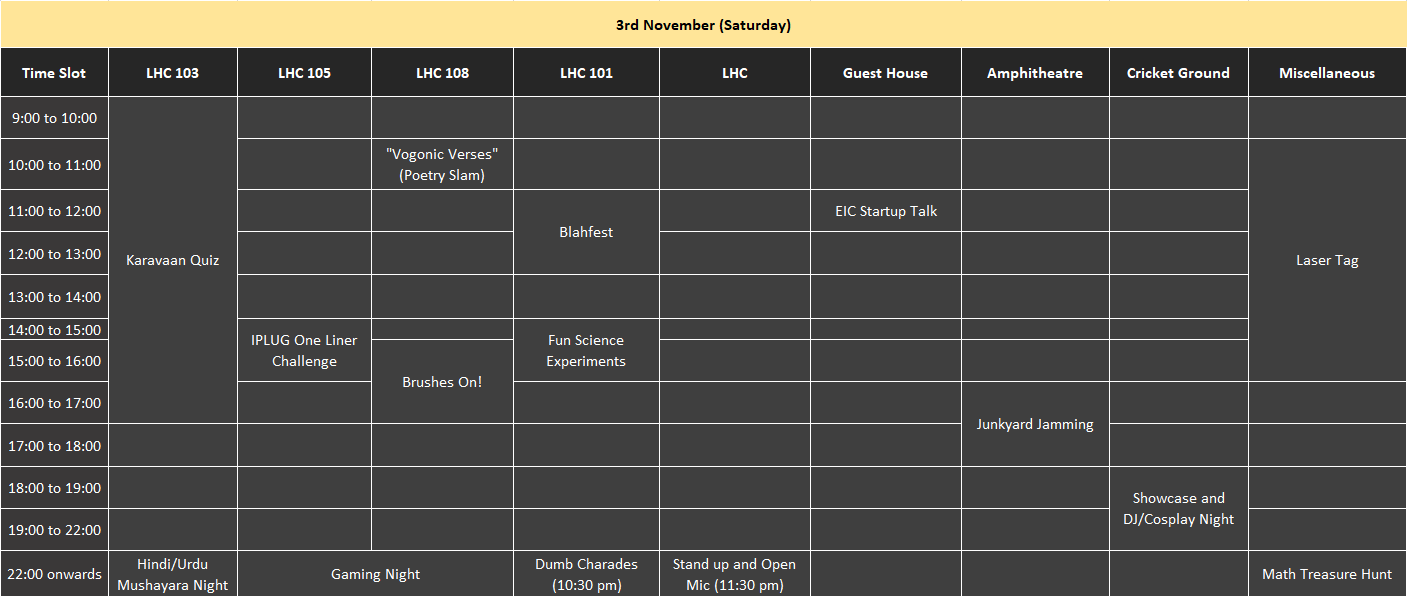 3rd November (Saturday)
Time Slot LHC 103 LHC 105 LHC 108 LHC 101 LHC Guest House Amphitheatre Cricket Ground Miscellaneous
9:00 to 10:00
10:00 to 11:00
"Vogonic Verses"
(Poetry Slam)
11:00 to 12:00
EIC Startup Talk
Blahfest
12:00 to 13:00
Karavaan Quiz
Laser Tag
13:00 to 14:00
14:00 to 15:00
IPLUG One Liner
Challenge
Fun Science
Experiments
15:00 to 16:00
Brushes On!
16:00 to 17:00
Junkyard Jamming
17:00 to 18:00
18:00 to 19:00
Showcase and
DJ/Cosplay Night
19:00 to 22:00
22:00 onwards
Hindi/Urdu
Mushayara Night
Gaming Night
Dumb Charades
(10:30 pm)
Stand up and Open
Mic (11:30 pm)
Math Treasure Hunt